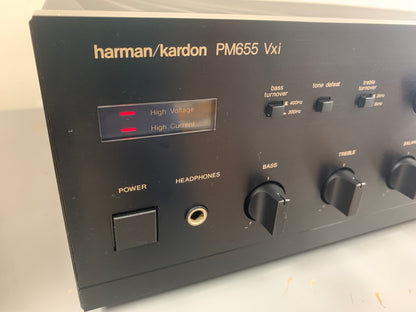 harman/kardon PM655 Vxi
High Voltage
High Current
bass
turnover
400Hz
200Hz
tone defeat
treble
turnover
POWER
HEADPHONES
BASS
TREBLE